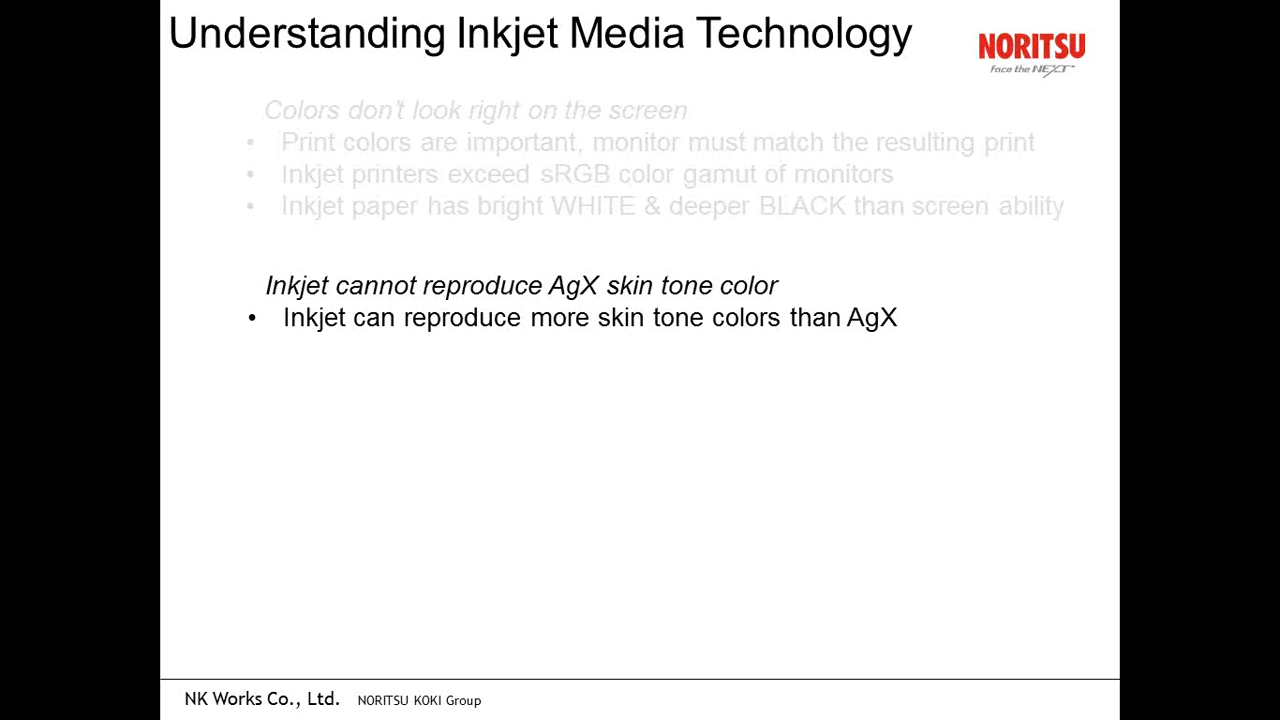 Understanding Inkjet Media Technology
NORITSU
face the NEXT
Colors don't look right on the screen
• Print colors are important, monitor must match the resulting print
• Inkjet printers exceed sRGB color gamut of monitors
• Inkjet paper has bright WHITE & deeper BLACK than screen ability
Inkjet cannot reproduce AgX skin tone color
• Inkjet can reproduce more skin tone colors than AgX
NK Works Co., Ltd. NORITSU KOKI Group